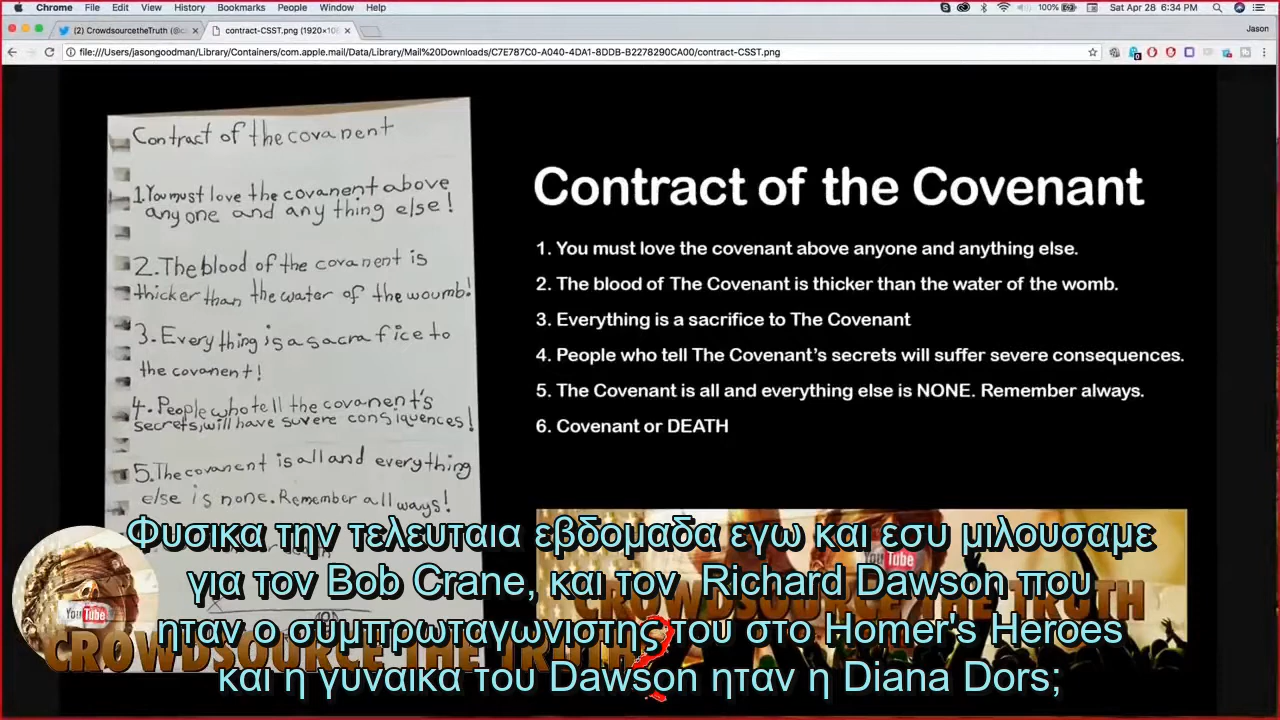 Chrome File Edit View History Bookmarks People Window Help 100% Sat Apr 28 6:34 PM
(2) CrowdsourcetheTruth (@c contract-CSST.png (1920×10 Jason
file:///Users/jasongoodman/Library/Containers/com.apple.mail/Data/Library/Mail%20Downloads/C7E787C0-A040-4DA1-8DDB-B2278290CA00/contract-CSST.png
Contract of the covanent
1. You must love the covanent above
anyone and any thing else!
2. The blood of the covanent is
thicker than the water of the woumb!
3. Everything is a sacrafice to
the covanent!
4. People who tell the covanent's
secrets, will have suvere consiquences!
5. The covanent is all and everything
else is none. Remember all ways!
Contract of the Covenant
1. You must love the covenant above anyone and anything else.
2. The blood of The Covenant is thicker than the water of the womb.
3. Everything is a sacrifice to The Covenant
4. People who tell The Covenant's secrets will suffer severe consequences.
5. The Covenant is all and everything else is NONE. Remember always.
6. Covenant or DEATH
YouTube
CROWDSOURCE THE TRUTH
YouTube
CROWDSOURCE THE TRUTH
Φυσικα την τελευταια εβδομαδα εγω και εσυ μιλουσαμε
για τον Bob Crane, και τον Richard Dawson που
ηταν ο συμπρωταγωνιστης του στο Homer's Heroes
και η γυναικα του Dawson ηταν η Diana Dors;